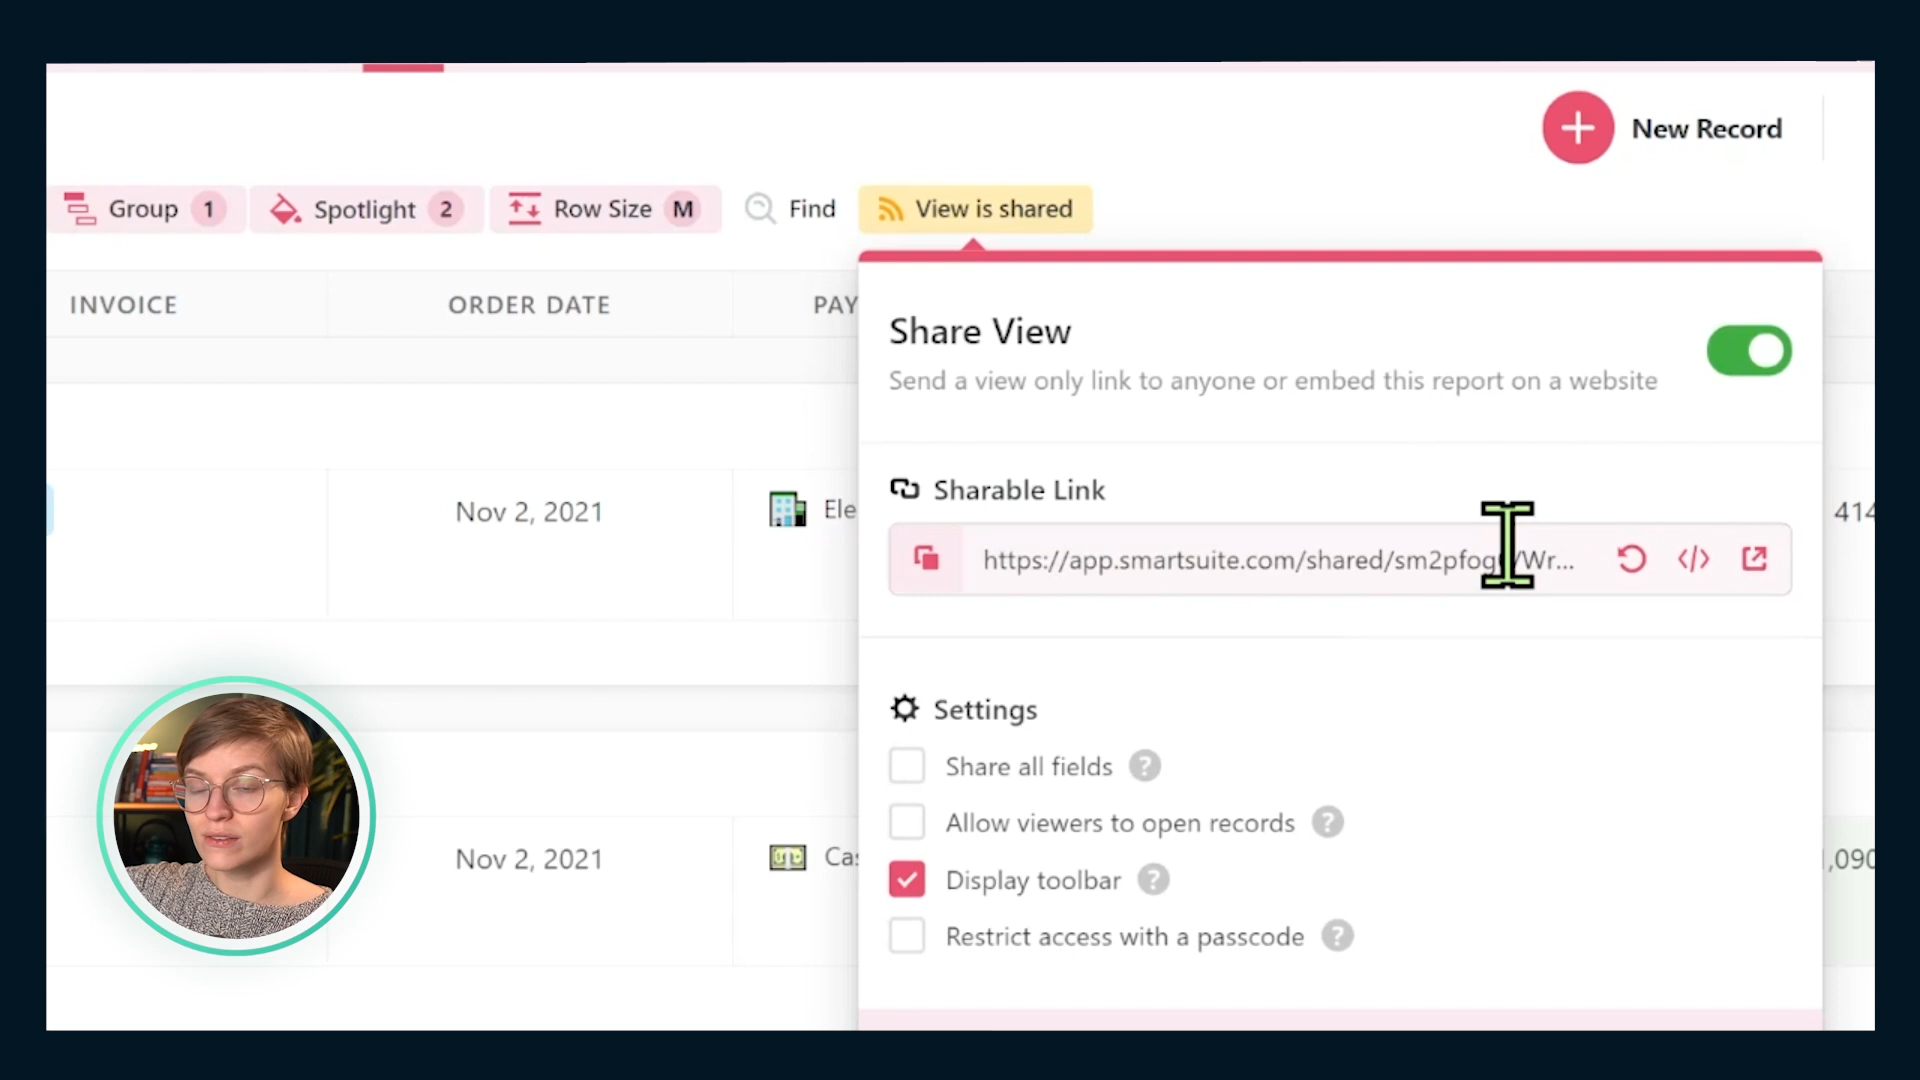 New Record
Group 1
Spotlight 2
Row Size M
Find
View is shared
INVOICE
ORDER DATE
PAY
Share View
Send a view only link to anyone or embed this report on a website
Sharable Link
Nov 2, 2021
Ele
414
https://app.smartsuite.com/shared/sm2pfog /Wr...
Settings
Share all fields ?
Allow viewers to open records ?
Nov 2, 2021
Ca
,090
Display toolbar ?
Restrict access with a passcode ?